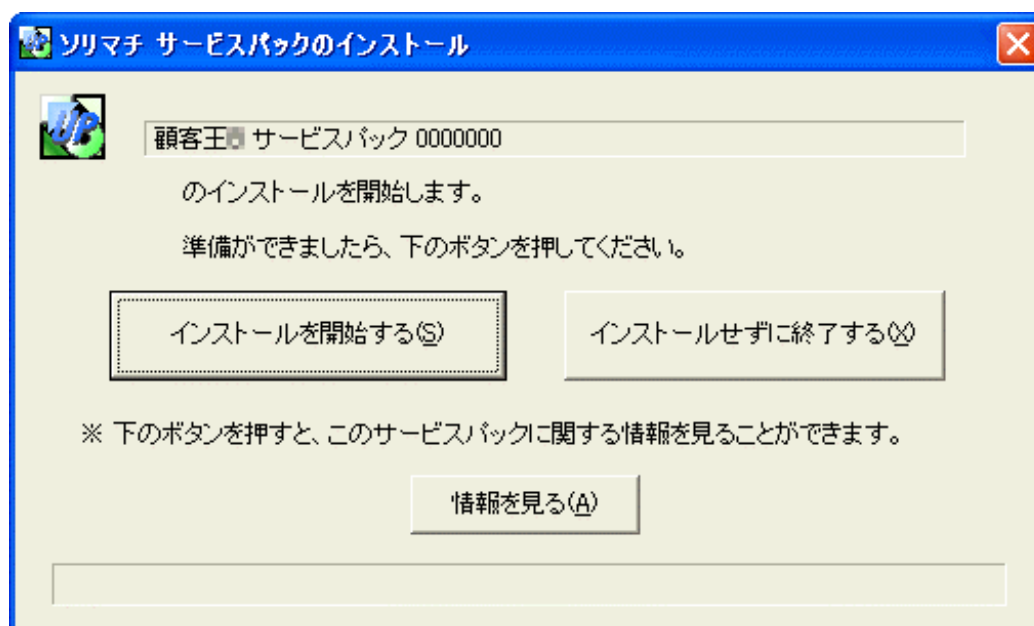 ソリマチ サービスパックのインストール
UP
顧客王 サービスパック 0000000
のインストールを開始します。
準備ができましたら、下のボタンを押してください。
インストールを開始する(S) インストールせずに終了する(X)
※ 下のボタンを押すと、このサービスパックに関する情報を見ることができます。
情報を見る(A)